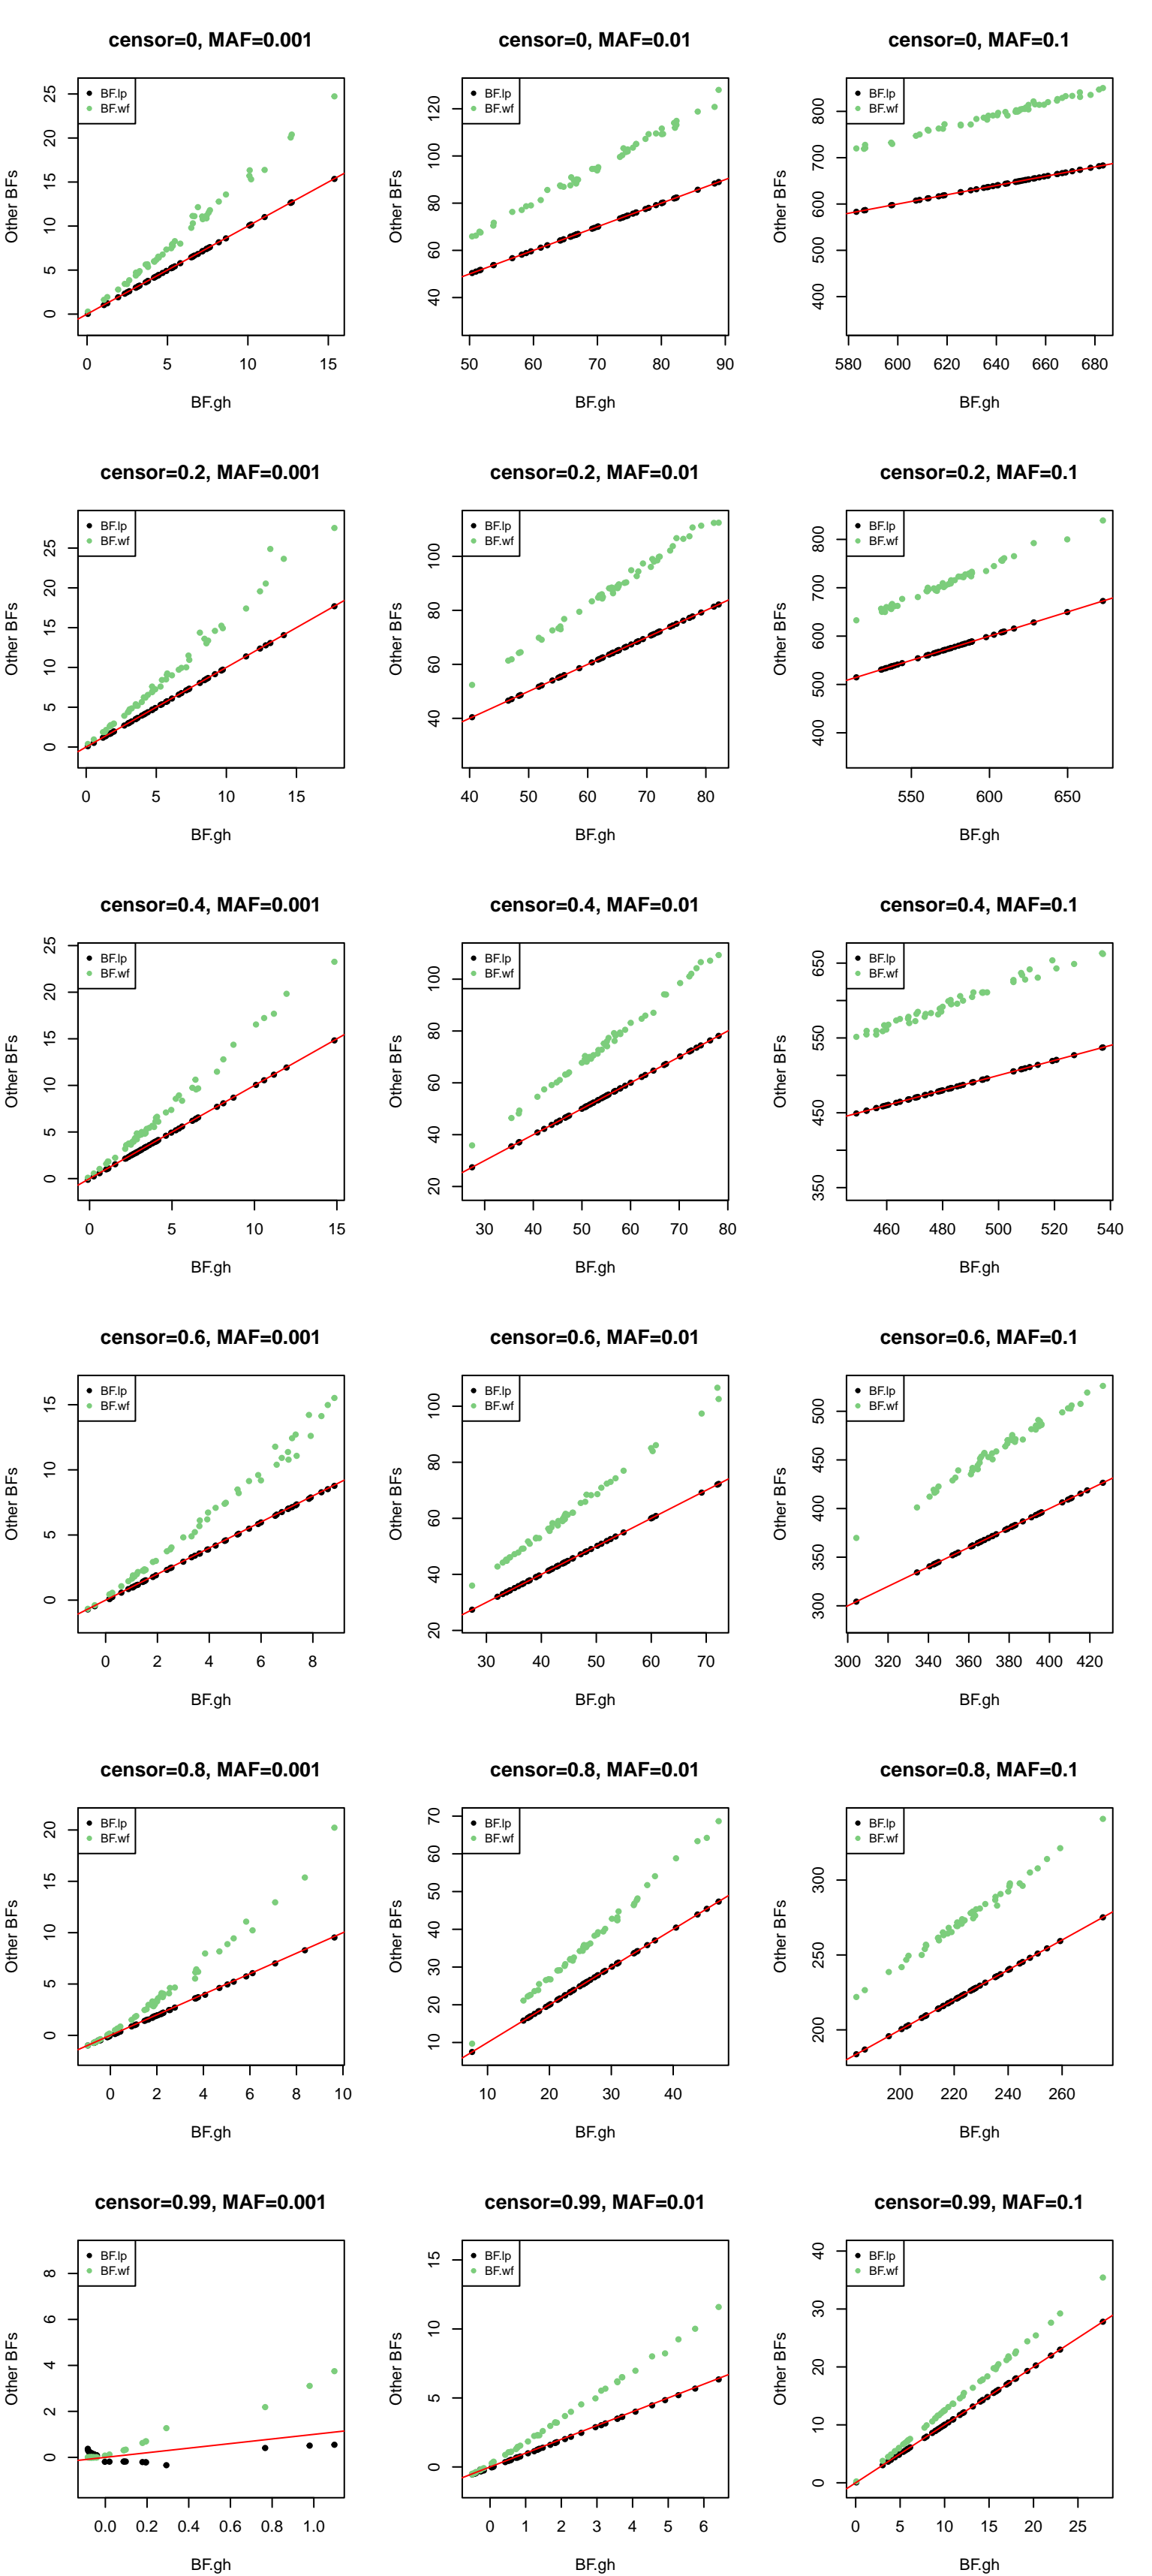 censor=0, MAF=0.001
BF.lp
BF.wf
Other BFs
25
20
15
10
5
0
0 5 10 15
BF.gh
censor=0, MAF=0.01
BF.lp
BF.wf
Other BFs
120
100
80
60
40
50 60 70 80 90
BF.gh
censor=0, MAF=0.1
BF.lp
BF.wf
Other BFs
800
700
600
500
400
580 600 620 640 660 680
BF.gh
censor=0.2, MAF=0.001
BF.lp
BF.wf
Other BFs
25
20
15
10
5
0
0 5 10 15
BF.gh
censor=0.2, MAF=0.01
BF.lp
BF.wf
Other BFs
100
80
60
40
40 50 60 70 80
BF.gh
censor=0.2, MAF=0.1
BF.lp
BF.wf
Other BFs
800
700
600
500
400
550 600 650
BF.gh
censor=0.4, MAF=0.001
BF.lp
BF.wf
Other BFs
25
20
15
10
5
0
0 5 10 15
BF.gh
censor=0.4, MAF=0.01
BF.lp
BF.wf
Other BFs
100
80
60
40
20
30 40 50 60 70 80
BF.gh
censor=0.4, MAF=0.1
BF.lp
BF.wf
Other BFs
650
550
450
350
460 480 500 520 540
BF.gh
censor=0.6, MAF=0.001
BF.lp
BF.wf
Other BFs
15
10
5
0
0 2 4 6 8
BF.gh
censor=0.6, MAF=0.01
BF.lp
BF.wf
Other BFs
100
80
60
40
20
30 40 50 60 70
BF.gh
censor=0.6, MAF=0.1
BF.lp
BF.wf
Other BFs
500
450
400
350
300
300 320 340 360 380 400 420
BF.gh
censor=0.8, MAF=0.001
BF.lp
BF.wf
Other BFs
20
15
10
5
0
0 2 4 6 8 10
BF.gh
censor=0.8, MAF=0.01
BF.lp
BF.wf
Other BFs
70
60
50
40
30
20
10
10 20 30 40
BF.gh
censor=0.8, MAF=0.1
BF.lp
BF.wf
Other BFs
300
250
200
200 220 240 260
BF.gh
censor=0.99, MAF=0.001
BF.lp
BF.wf
Other BFs
8
6
4
2
0
0.0 0.2 0.4 0.6 0.8 1.0
BF.gh
censor=0.99, MAF=0.01
BF.lp
BF.wf
Other BFs
15
10
5
0
0 1 2 3 4 5 6
BF.gh
censor=0.99, MAF=0.1
BF.lp
BF.wf
Other BFs
40
30
20
10
0
0 5 10 15 20 25
BF.gh